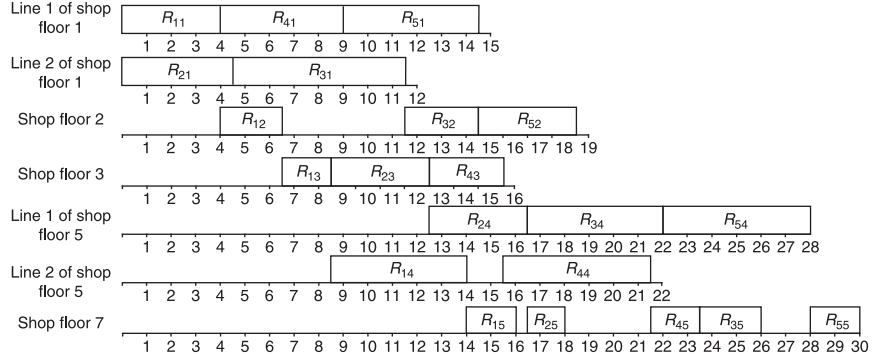 Line 1 of shop floor 1
R11 R41 R51
1 2 3 4 5 6 7 8 9 10 11 12 13 14 15
Line 2 of shop floor 1
R21 R31
1 2 3 4 5 6 7 8 9 10 11 12
Shop floor 2
R12 R32 R52
1 2 3 4 5 6 7 8 9 10 11 12 13 14 15 16 17 18 19
Shop floor 3
R13 R23 R43
1 2 3 4 5 6 7 8 9 10 11 12 13 14 15 16
Line 1 of shop floor 5
R24 R34 R54
1 2 3 4 5 6 7 8 9 10 11 12 13 14 15 16 17 18 19 20 21 22 23 24 25 26 27 28
Line 2 of shop floor 5
R14 R44
1 2 3 4 5 6 7 8 9 10 11 12 13 14 15 16 17 18 19 20 21 22
Shop floor 7
R15 R25 R45 R35 R55
1 2 3 4 5 6 7 8 9 10 11 12 13 14 15 16 17 18 19 20 21 22 23 24 25 26 27 28 29 30